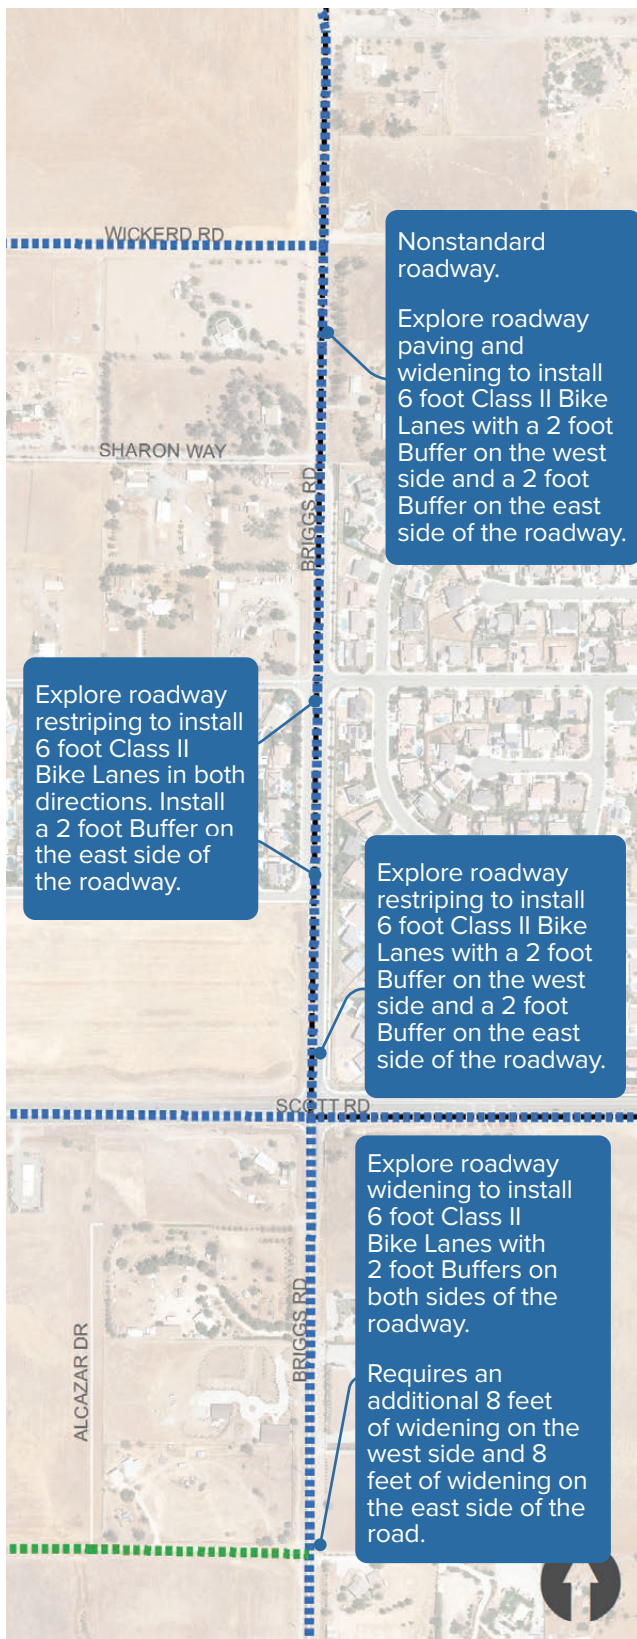 WICKERD RD
Nonstandard
roadway.
Explore roadway
paving and
widening to install
6 foot Class II Bike
Lanes with a 2 foot
Buffer on the west
side and a 2 foot
Buffer on the east
side of the roadway.
SHARON WAY
BRIGGS RD
Explore roadway
restriping to install
6 foot Class II
Bike Lanes in both
directions. Install
a 2 foot Buffer on
the east side of
the roadway.
Explore roadway
restriping to install
6 foot Class II Bike
Lanes with a 2 foot
Buffer on the west
side and a 2 foot
Buffer on the east
side of the roadway.
SCOTT RD
Explore roadway
widening to install
6 foot Class II
Bike Lanes with
2 foot Buffers on
both sides of the
roadway.
Requires an
additional 8 feet
of widening on the
west side and 8
feet of widening on
the east side of the
road.
BRIGGS RD
ALCAZAR DR